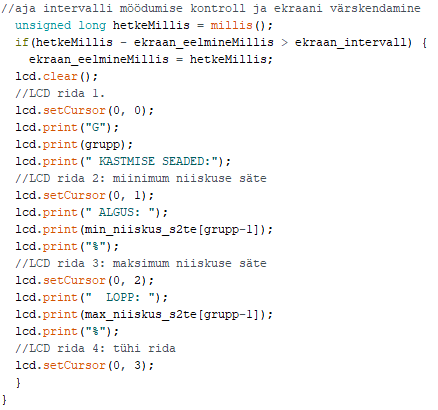 //aja intervalli möödumise kontroll ja ekraani värskendamine
unsigned long hetkeMillis = millis();
if(hetkeMillis - ekraan_eelmineMillis > ekraan_intervall) {
ekraan_eelmineMillis = hetkeMillis;
lcd.clear();
//LCD rida 1.
lcd.setCursor(0, 0);
lcd.print("G");
lcd.print(grupp);
lcd.print(" KASTMISE SEADED:");
//LCD rida 2: miinimum niiskuse säte
lcd.setCursor(0, 1);
lcd.print(" ALGUS: ");
lcd.print(min_niiskus_s2te[grupp-1]);
lcd.print("%");
//LCD rida 3: maksimum niiskuse säte
lcd.setCursor(0, 2);
lcd.print("  LOPP: ");
lcd.print(max_niiskus_s2te[grupp-1]);
lcd.print("%");
//LCD rida 4: tühi rida
lcd.setCursor(0, 3);
}
}